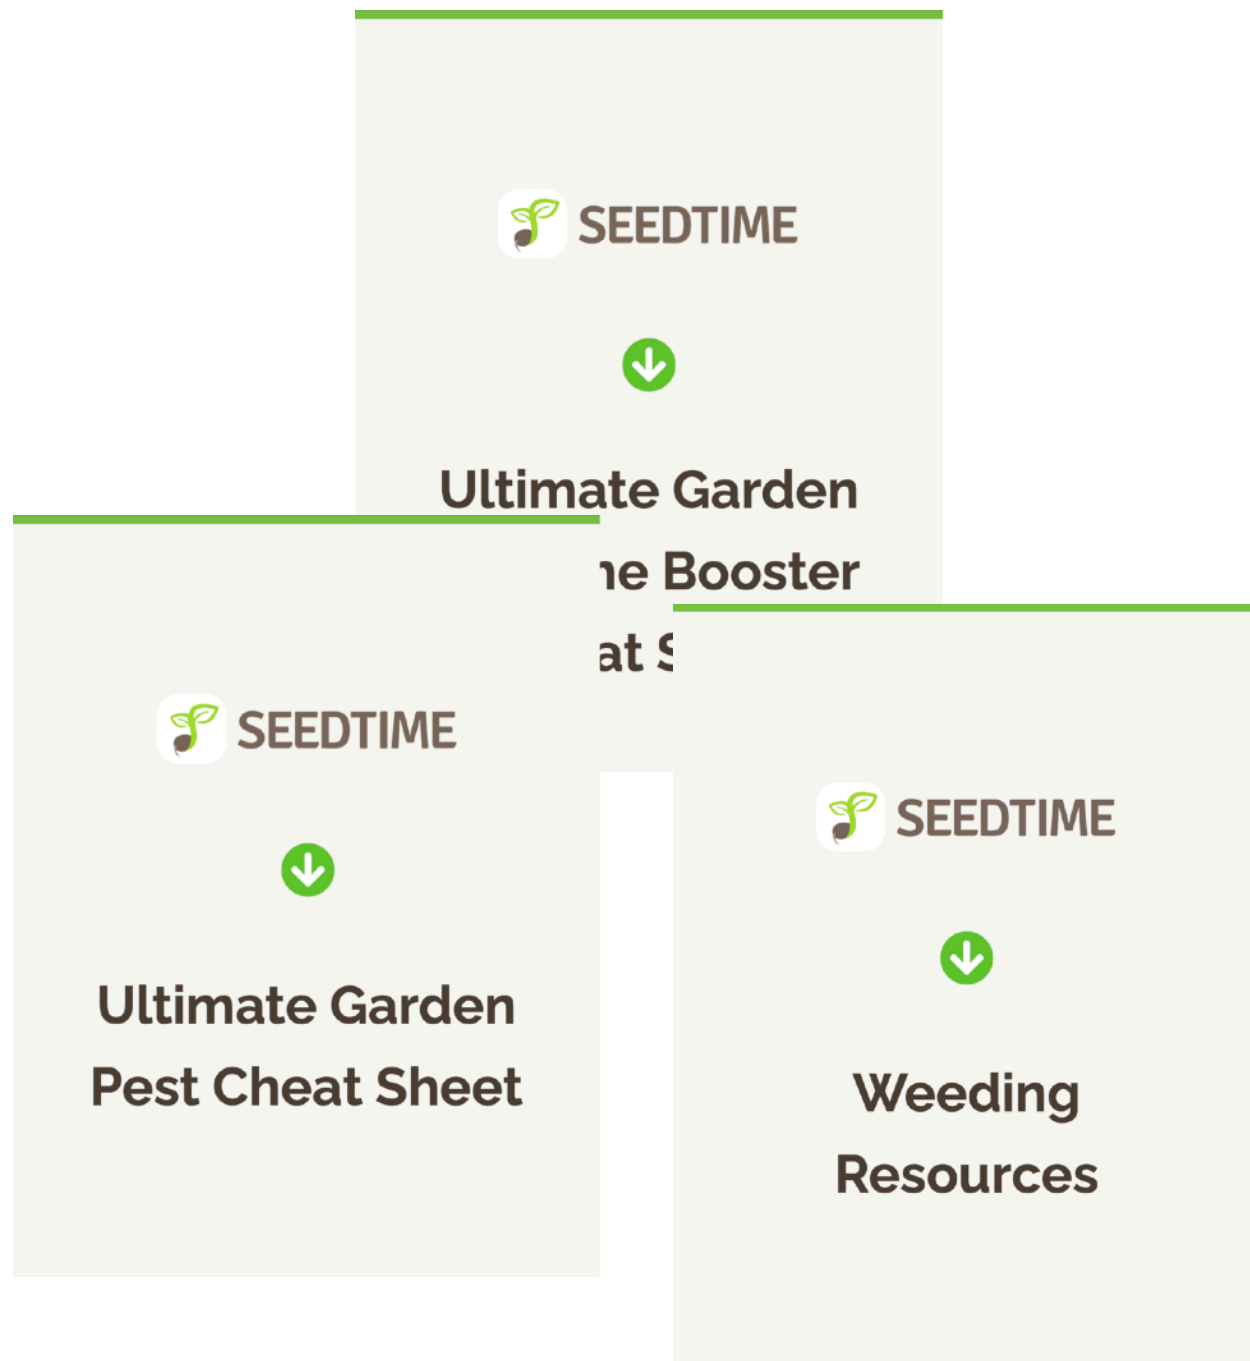 SEEDTIME
Ultimate Garden
Booster
SEEDTIME
Ultimate Garden
Pest Cheat Sheet
SEEDTIME
Weeding
Resources